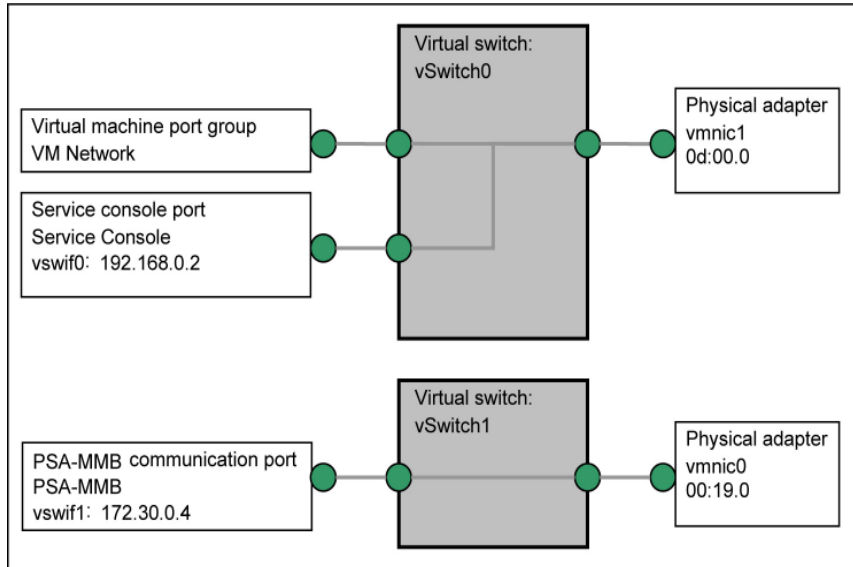 Virtual switch:
vSwitch0
Virtual machine port group
VM Network
Physical adapter
vmnic1
0d:00.0
Service console port
Service Console
vswif0: 192.168.0.2
Virtual switch:
vSwitch1
PSA-MMB communication port
PSA-MMB
vswif1: 172.30.0.4
Physical adapter
vmnic0
00:19.0